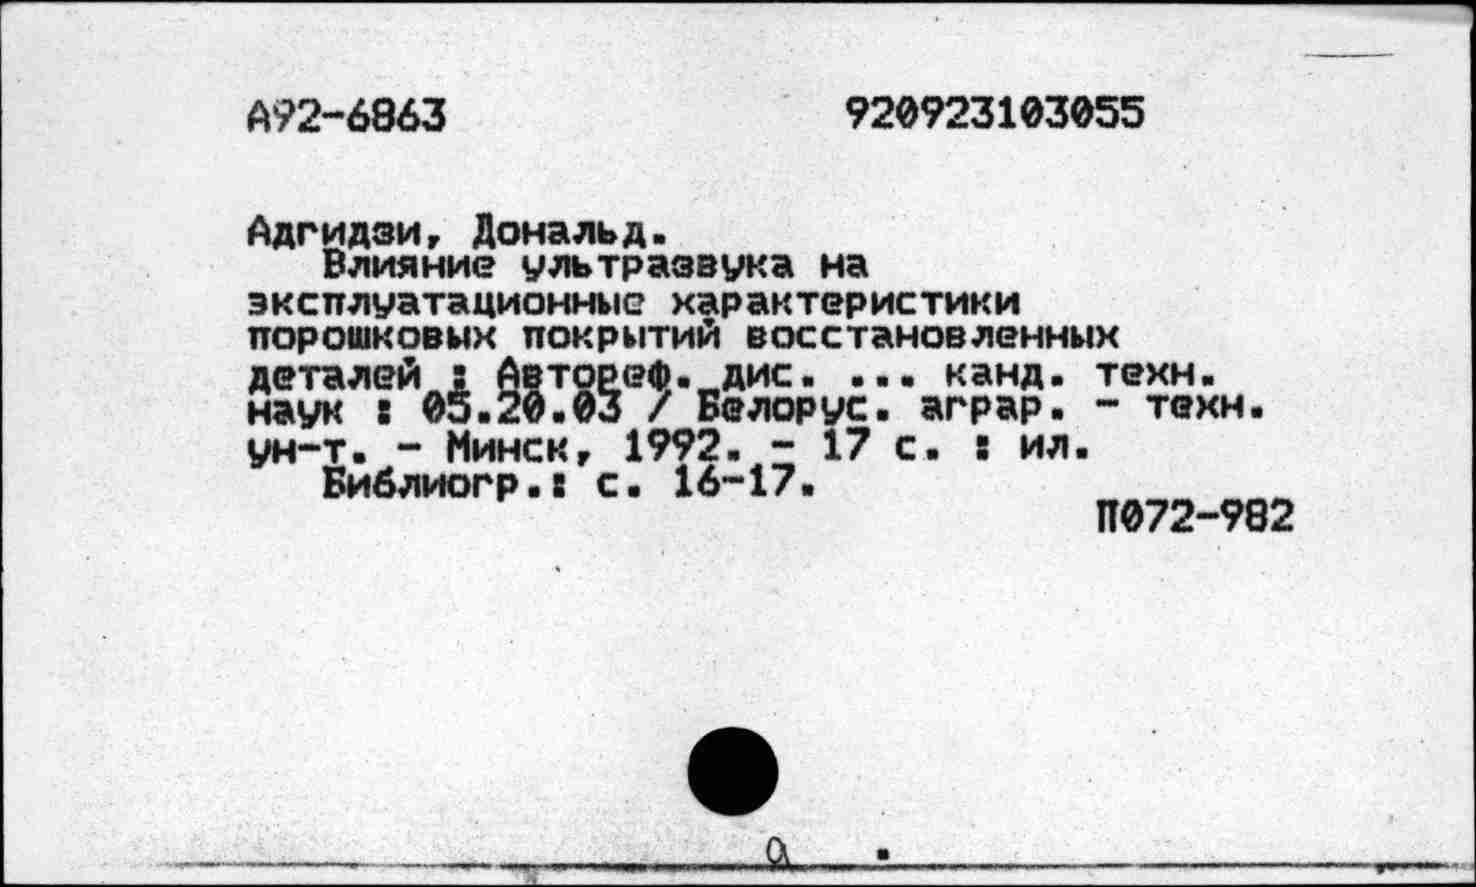 А92-6863 920923103055
Адгидзи, Дональд.
Влияние ультразвука на
эксплуатационные характеристики
порошковых покрытий восстановленных
деталей : Автореф. дис. ... канд. техн.
наук : 05.20.03 / Белорус. аграр. - техн.
ун-т. - Минск, 1992. - 17 с. : ил.
Библиогр.: с. 16-17.
П072-982
а